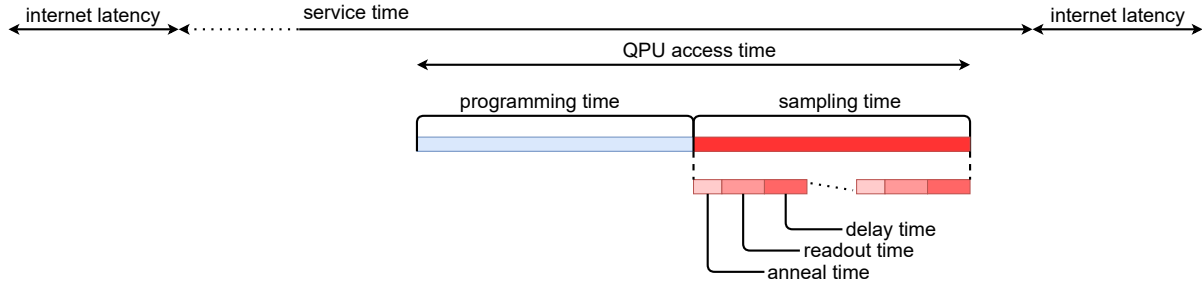 internet latency
service time
internet latency
QPU access time
programming time
sampling time
delay time
readout time
anneal time